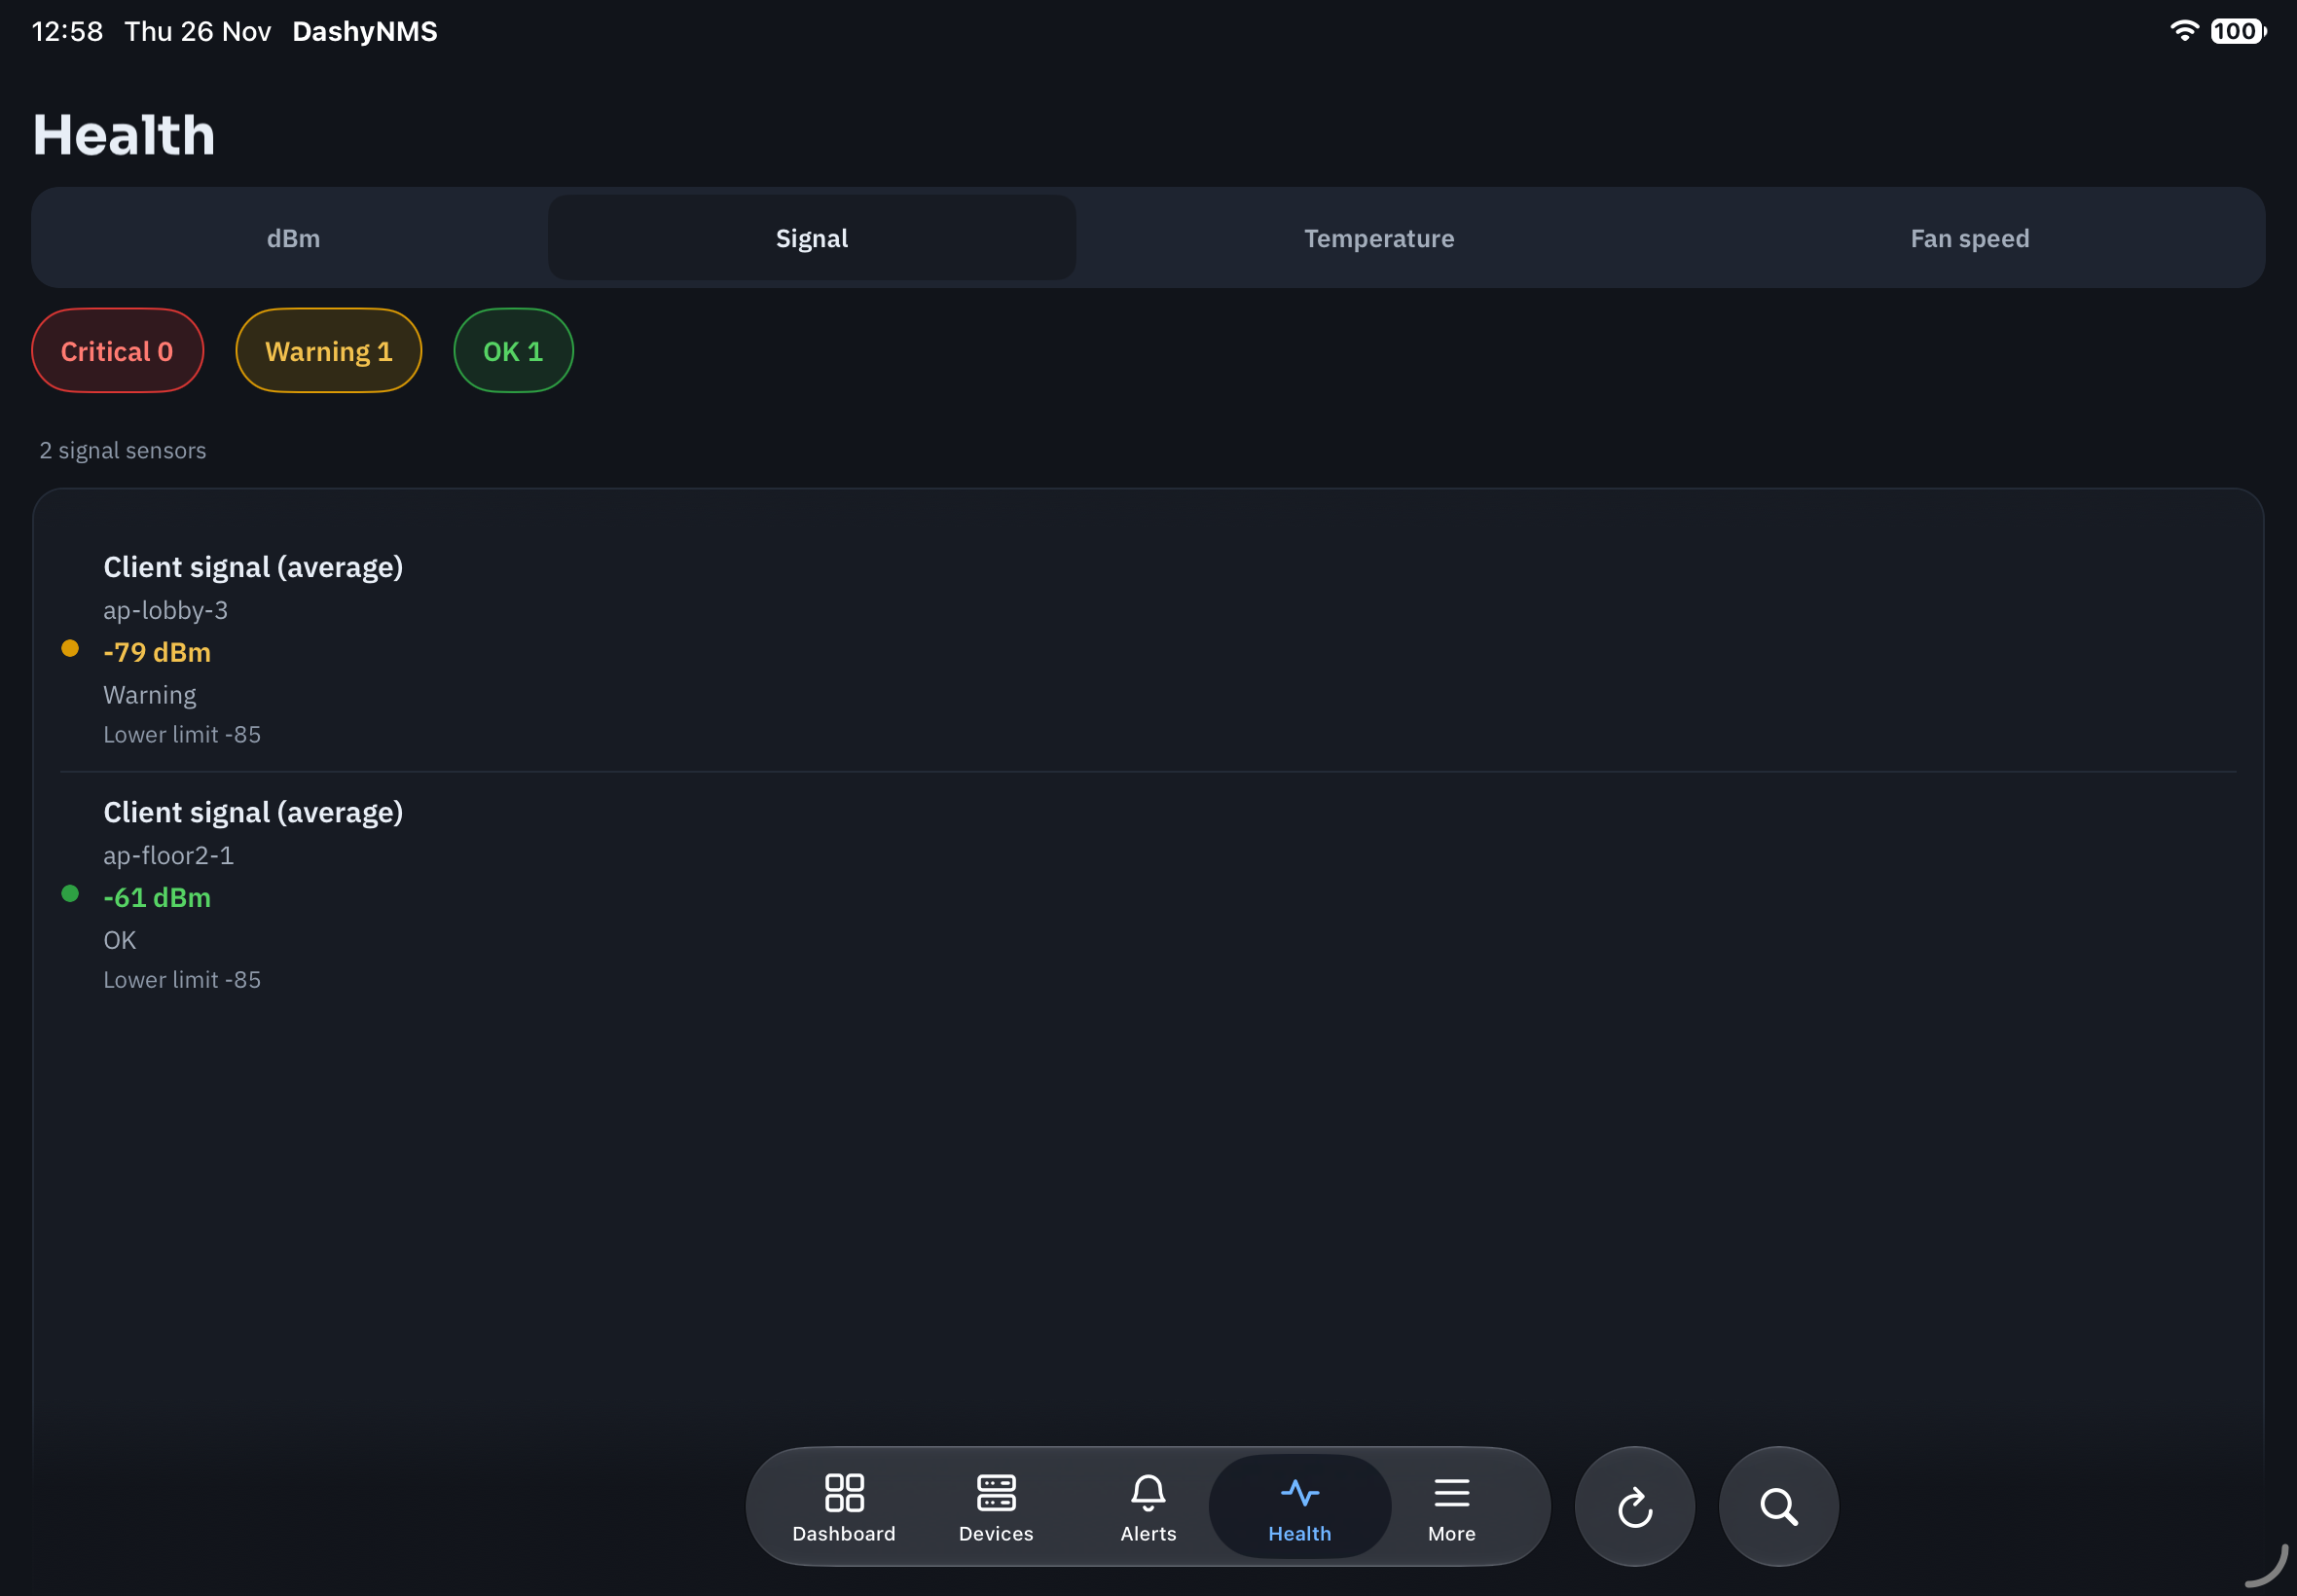 12:58 Thu 26 Nov DashyNMS 100
Health
dBm Signal Temperature Fan speed
Critical 0 Warning 1 OK 1
2 signal sensors
Client signal (average)
ap-lobby-3
-79 dBm
Warning
Lower limit -85
Client signal (average)
ap-floor2-1
-61 dBm
OK
Lower limit -85
Dashboard Devices Alerts Health More